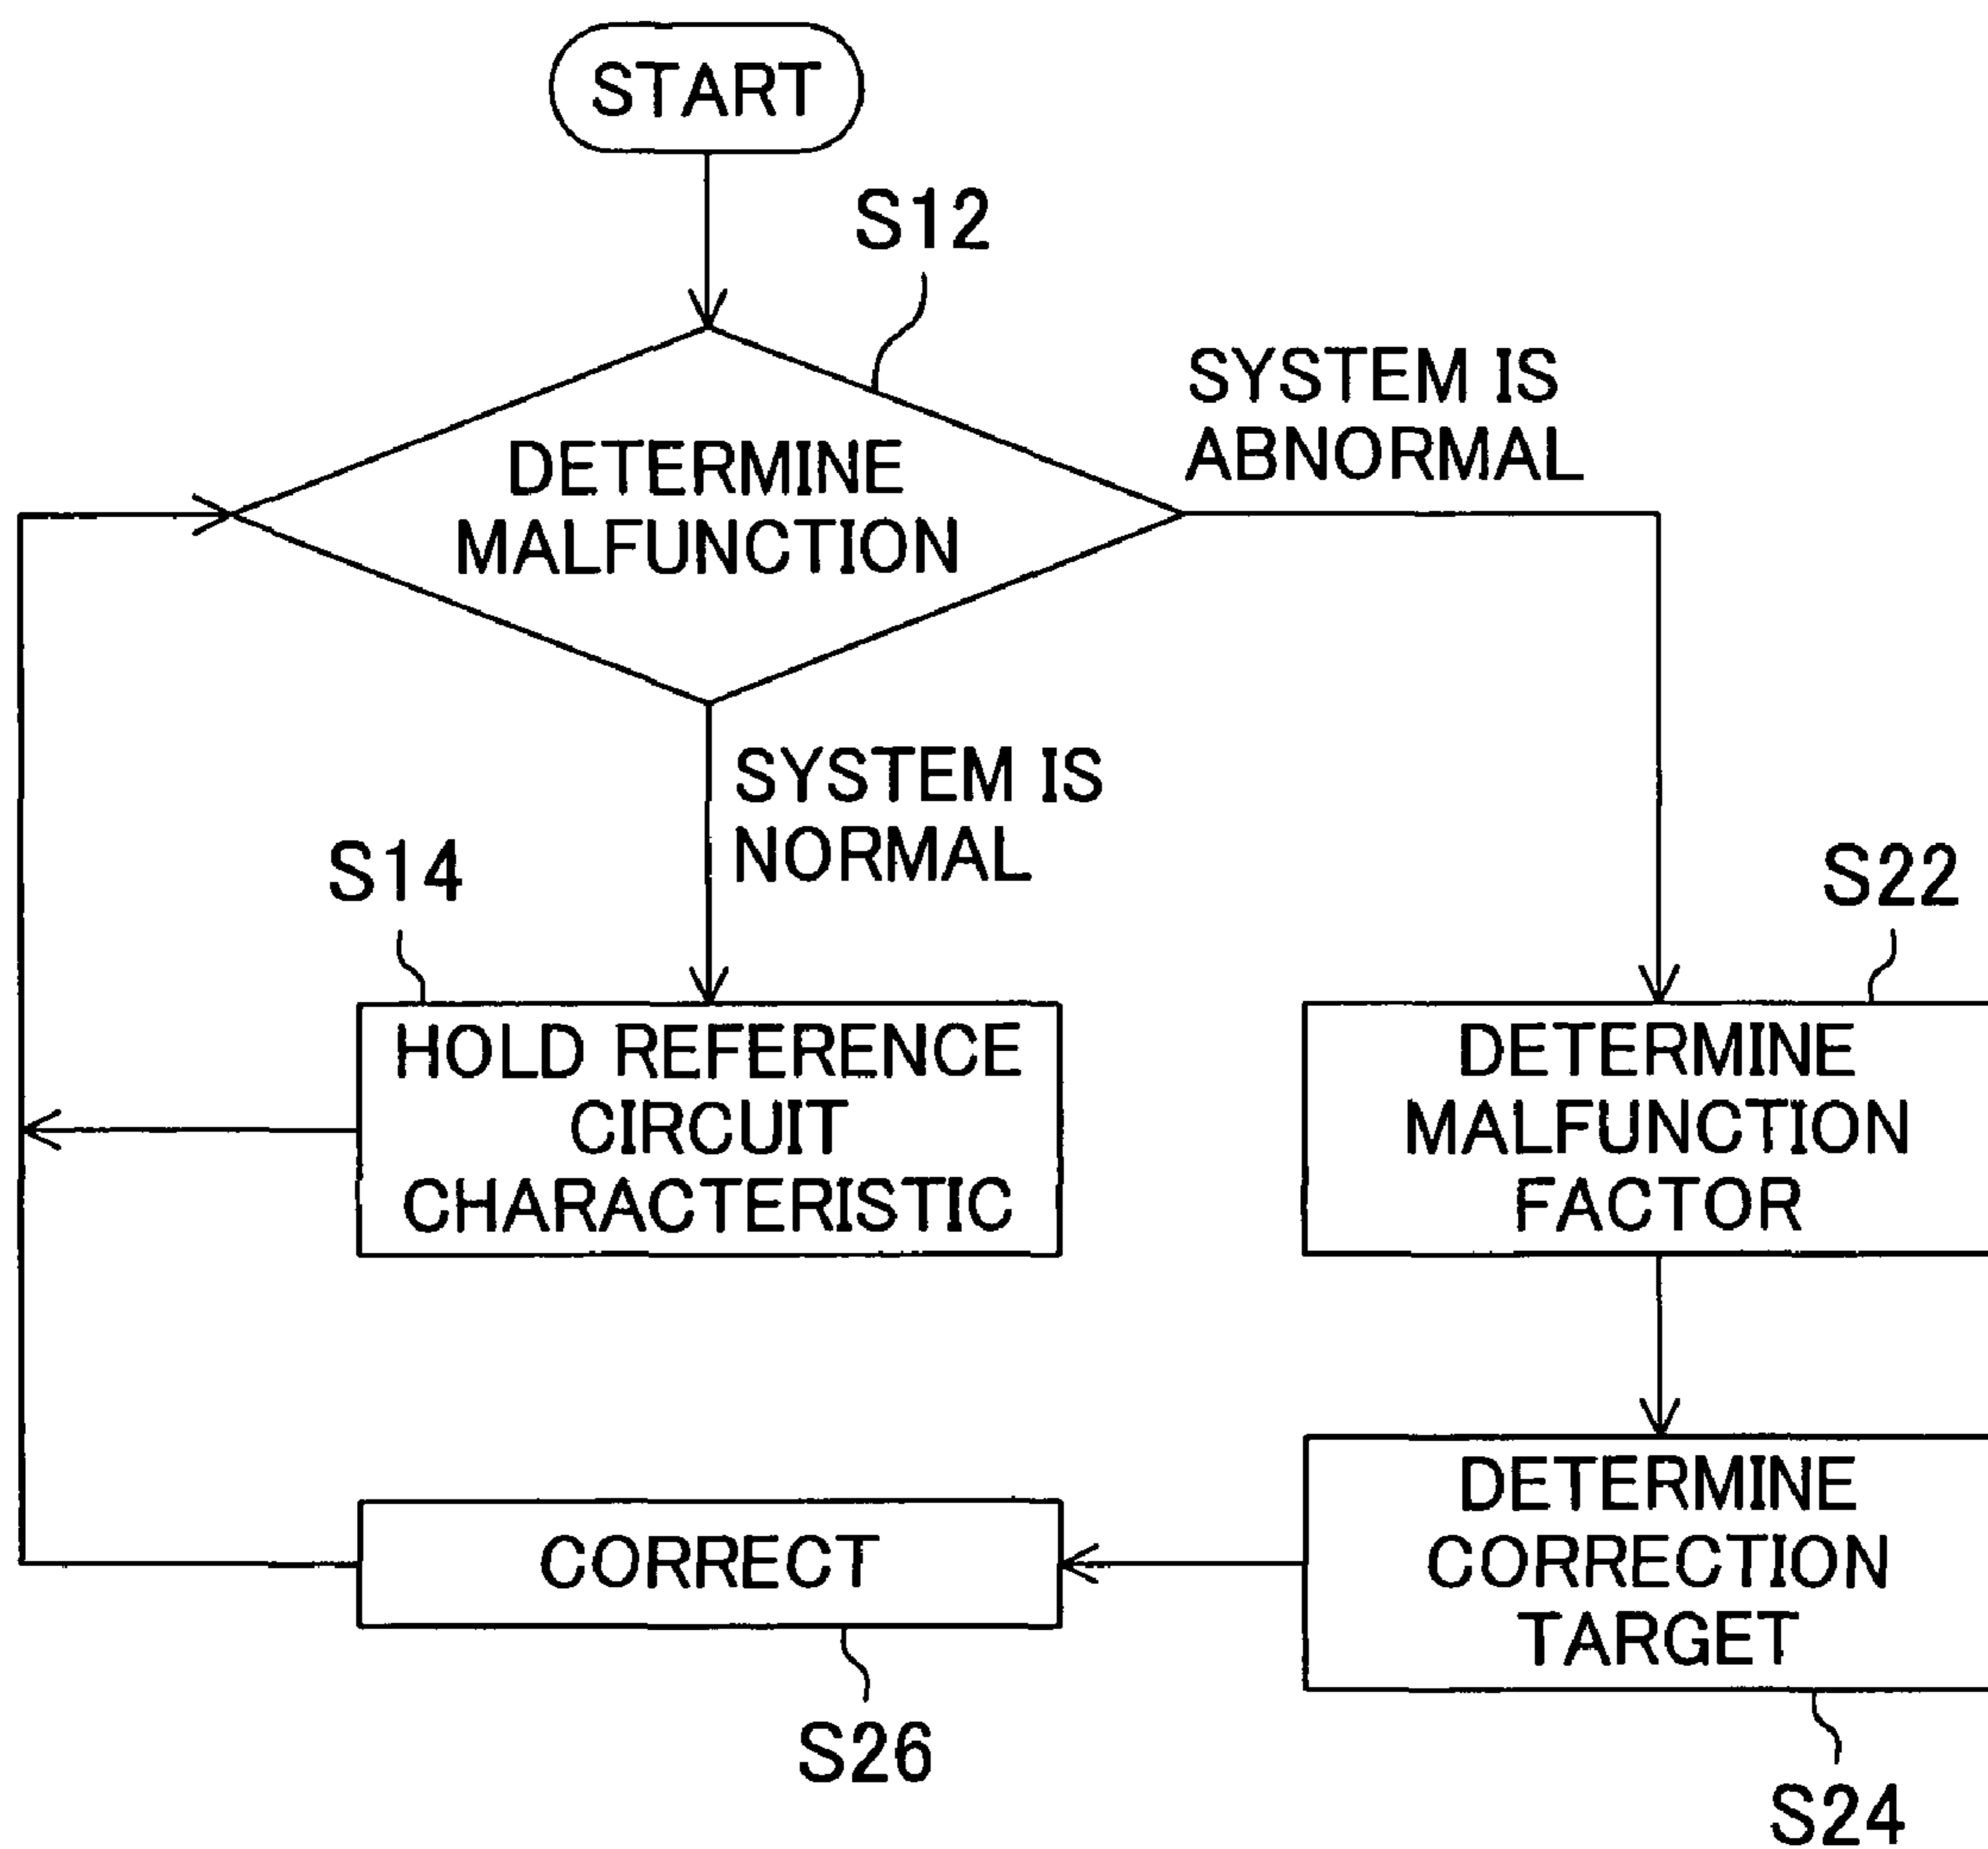 START
S12
SYSTEM IS
ABNORMAL
DETERMINE
MALFUNCTION
SYSTEM IS
NORMAL
S14
S22
HOLD REFERENCE
CIRCUIT
CHARACTERISTIC
DETERMINE
MALFUNCTION
FACTOR
CORRECT
DETERMINE
CORRECTION
TARGET
S26
S24